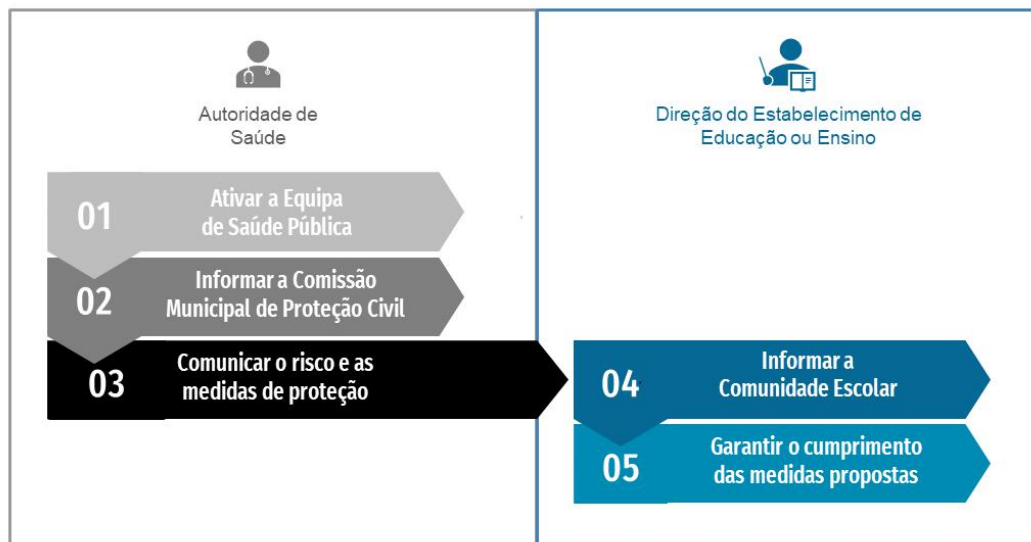 Autoridade de
Saúde
01
Ativar a Equipa
de Saúde Pública
02
Informar a Comissão
Municipal de Proteção Civil
03
Comunicar o risco e as
medidas de proteção
Direção do Estabelecimento de
Educação ou Ensino
04
Informar a
Comunidade Escolar
05
Garantir o cumprimento
das medidas propostas